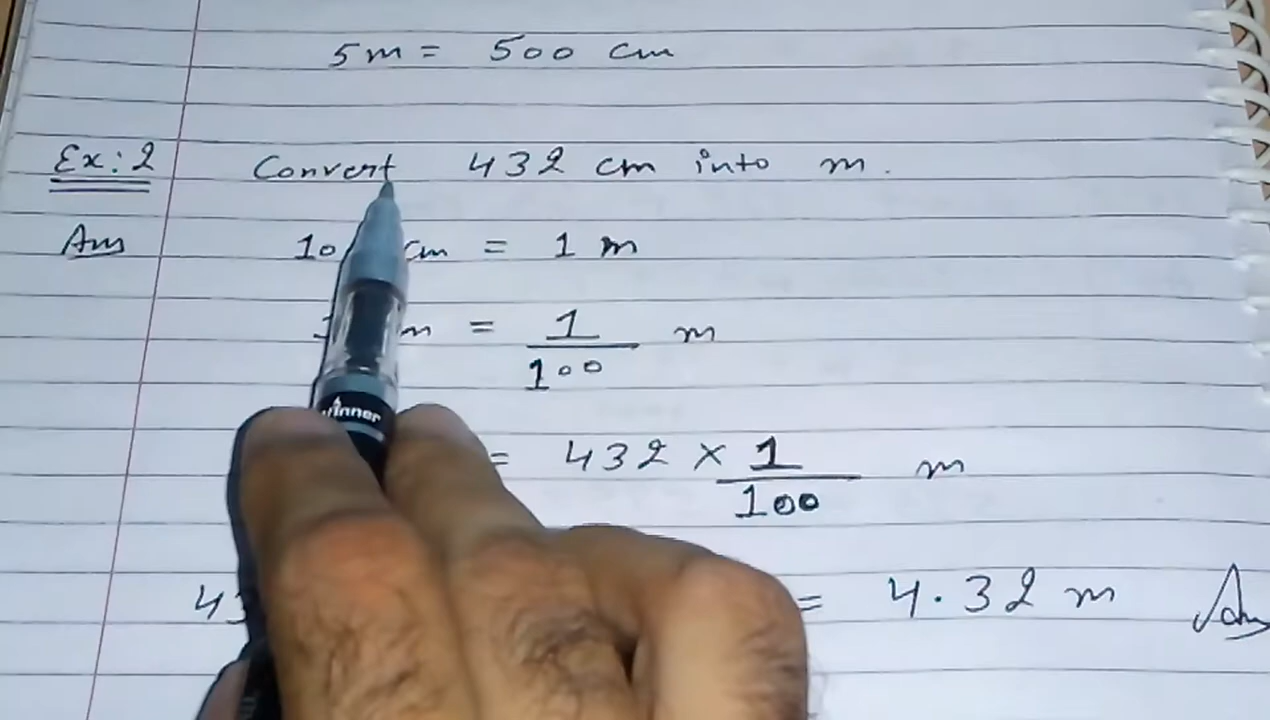 5m = 500 cm
Ex: 2 Convert 432 cm into m.
Ans 10 cm = 1 m
m = 1/100 m
= 432 × 1/100 m
= 4.32 m Ans
winner